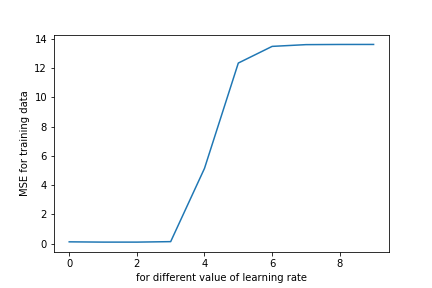 14
12
10
8
6
4
2
0
MSE for training data
0 2 4 6 8
for different value of learning rate